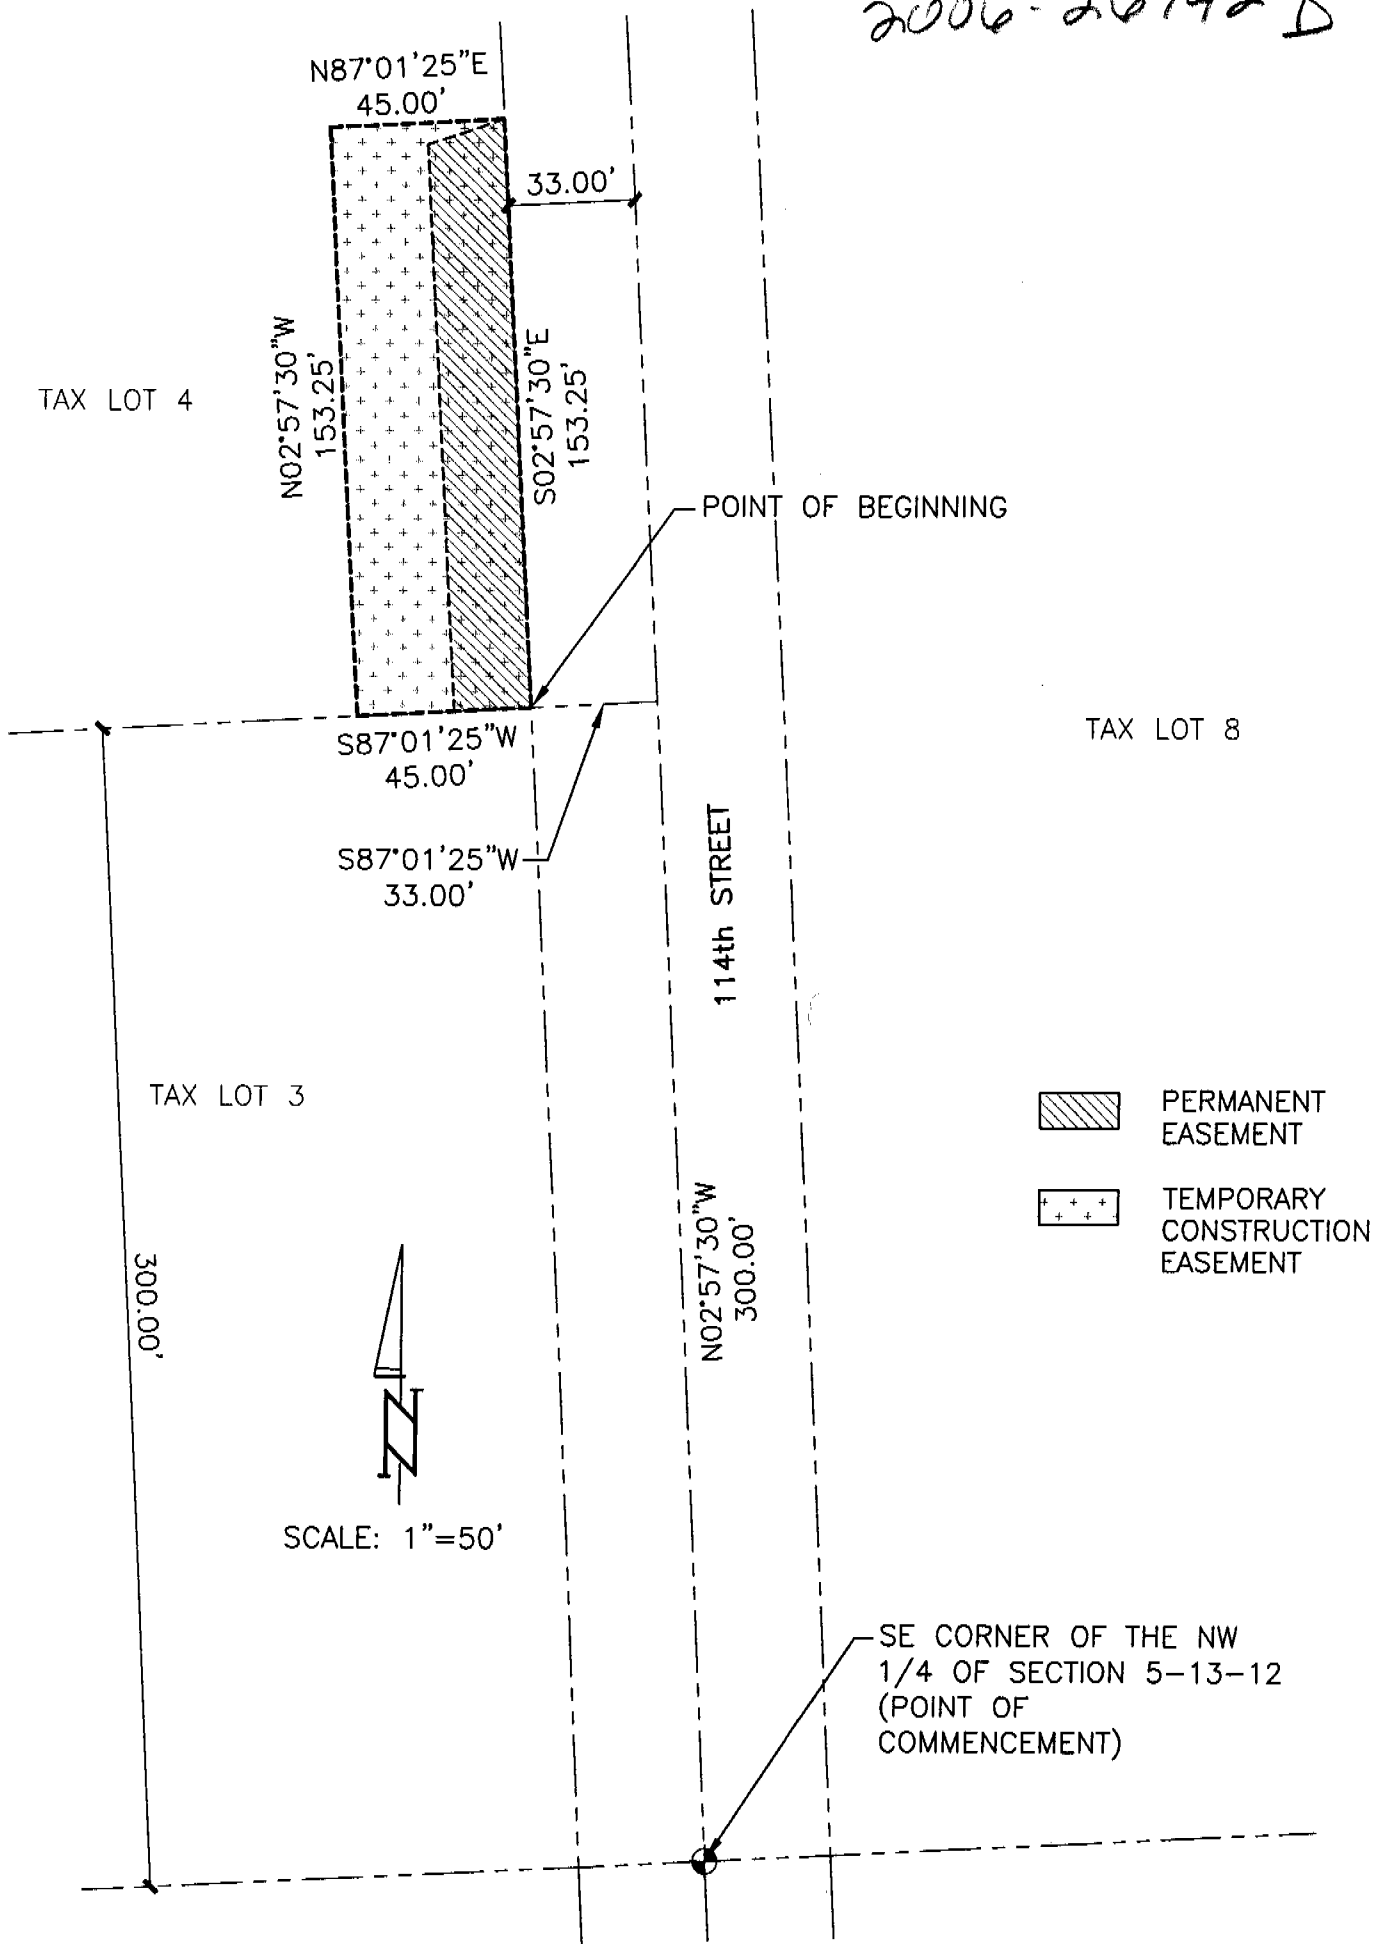 N87°01'25"E
45.00'
33.00'
N02°57'30"W
153.25'
S02°57'30"E
153.25'
TAX LOT 4
POINT OF BEGINNING
TAX LOT 8
S87°01'25"W
45.00'
S87°01'25"W
33.00'
114th STREET
TAX LOT 3
PERMANENT
EASEMENT
TEMPORARY
CONSTRUCTION
EASEMENT
N02°57'30"W
300.00'
300.00'
N
SCALE: 1"=50'
SE CORNER OF THE NW
1/4 OF SECTION 5-13-12
(POINT OF
COMMENCEMENT)